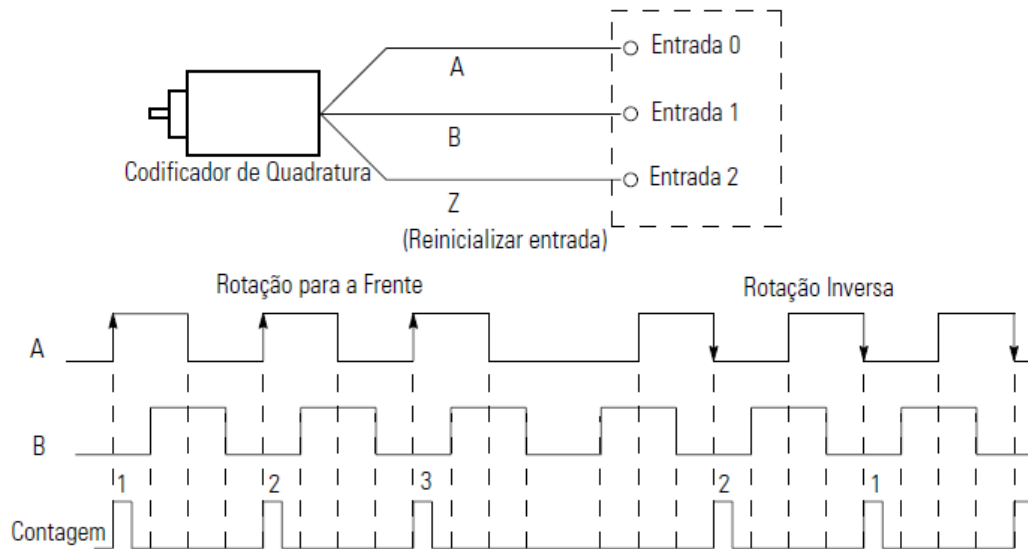 Entrada 0
A
Entrada 1
B
Codificador de Quadratura
Entrada 2
Z
(Reinicializar entrada)
Rotação para a Frente
Rotação Inversa
A
B
1 2 3 2 1
Contagem